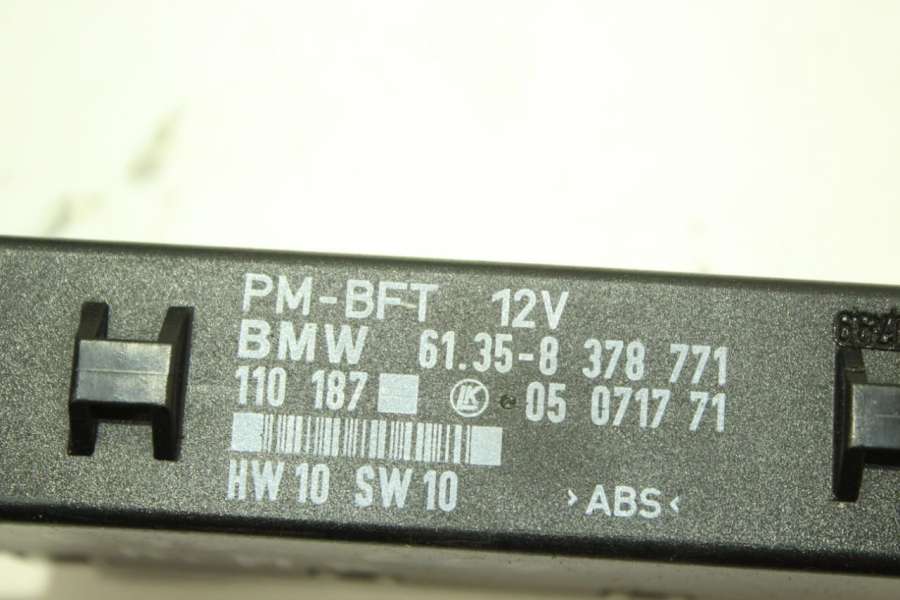 PM-BFT 12V
BMW 61.35-8 378 771
110 187 LK 05 0717 71
HW 10 SW 10 >ABS<